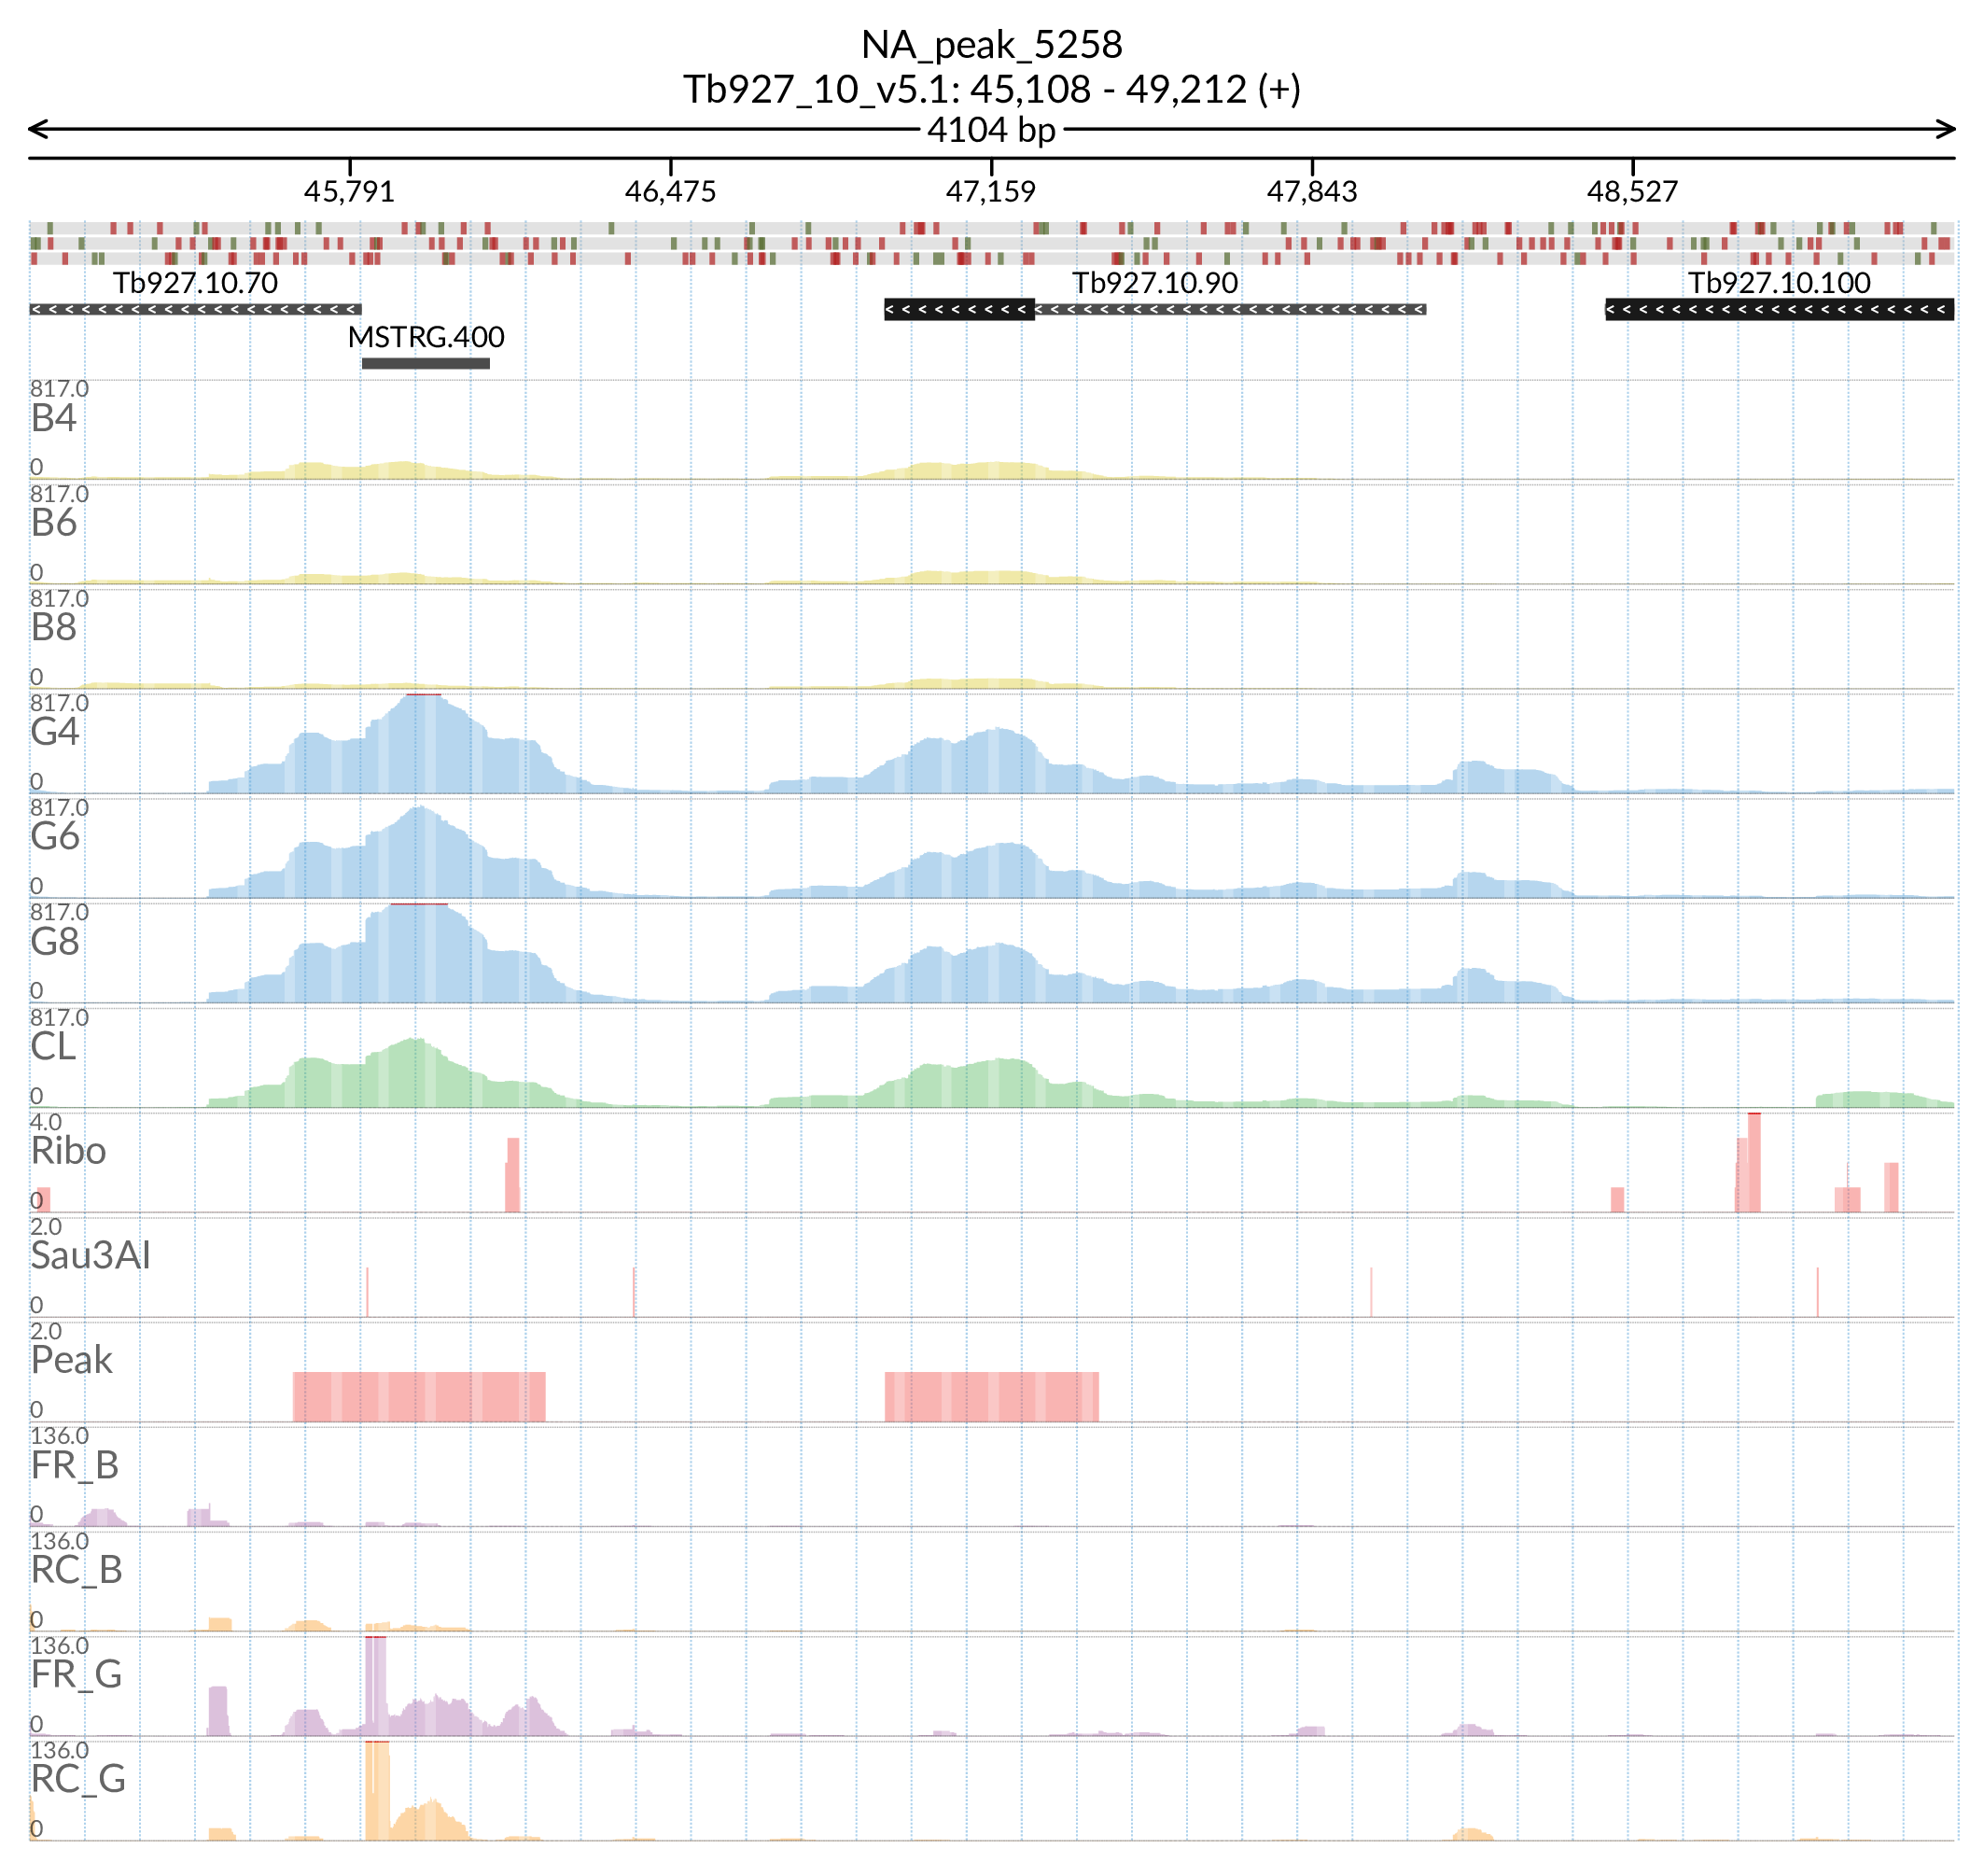 NA_peak_5258
Tb927_10_v5.1: 45,108 - 49,212 (+)
4104 bp
45,791 46,475 47,159 47,843 48,527
Tb927.10.70 Tb927.10.90 Tb927.10.100
MSTRG.400
817.0
B4
0
817.0
B6
0
817.0
B8
0
817.0
G4
0
817.0
G6
0
817.0
G8
0
817.0
CL
0
4.0
Ribo
0
2.0
Sau3AI
0
2.0
Peak
0
136.0
FR_B
0
136.0
RC_B
0
136.0
FR_G
0
136.0
RC_G
0